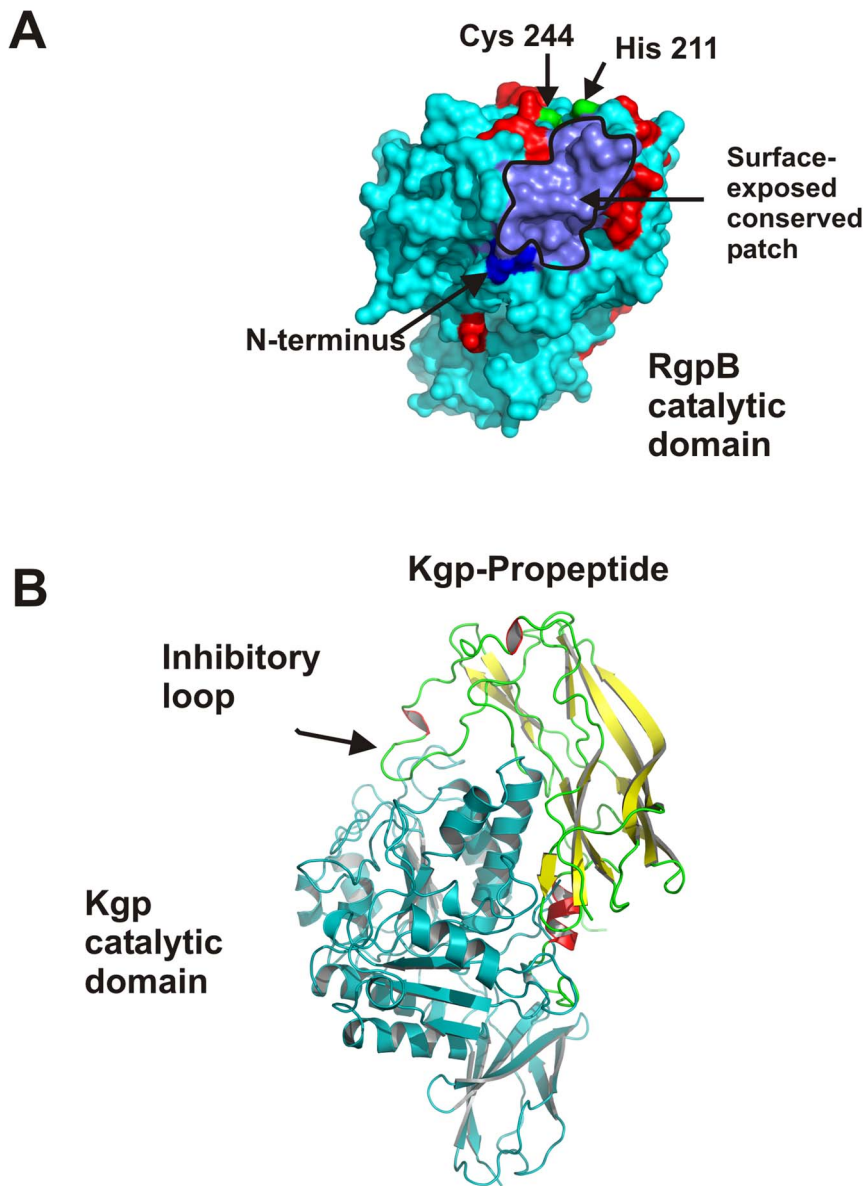 A
Cys 244
His 211
Surface-
exposed
conserved
patch
N-terminus
RgpB
catalytic
domain
B
Kgp-Propeptide
Inhibitory
loop
Kgp
catalytic
domain